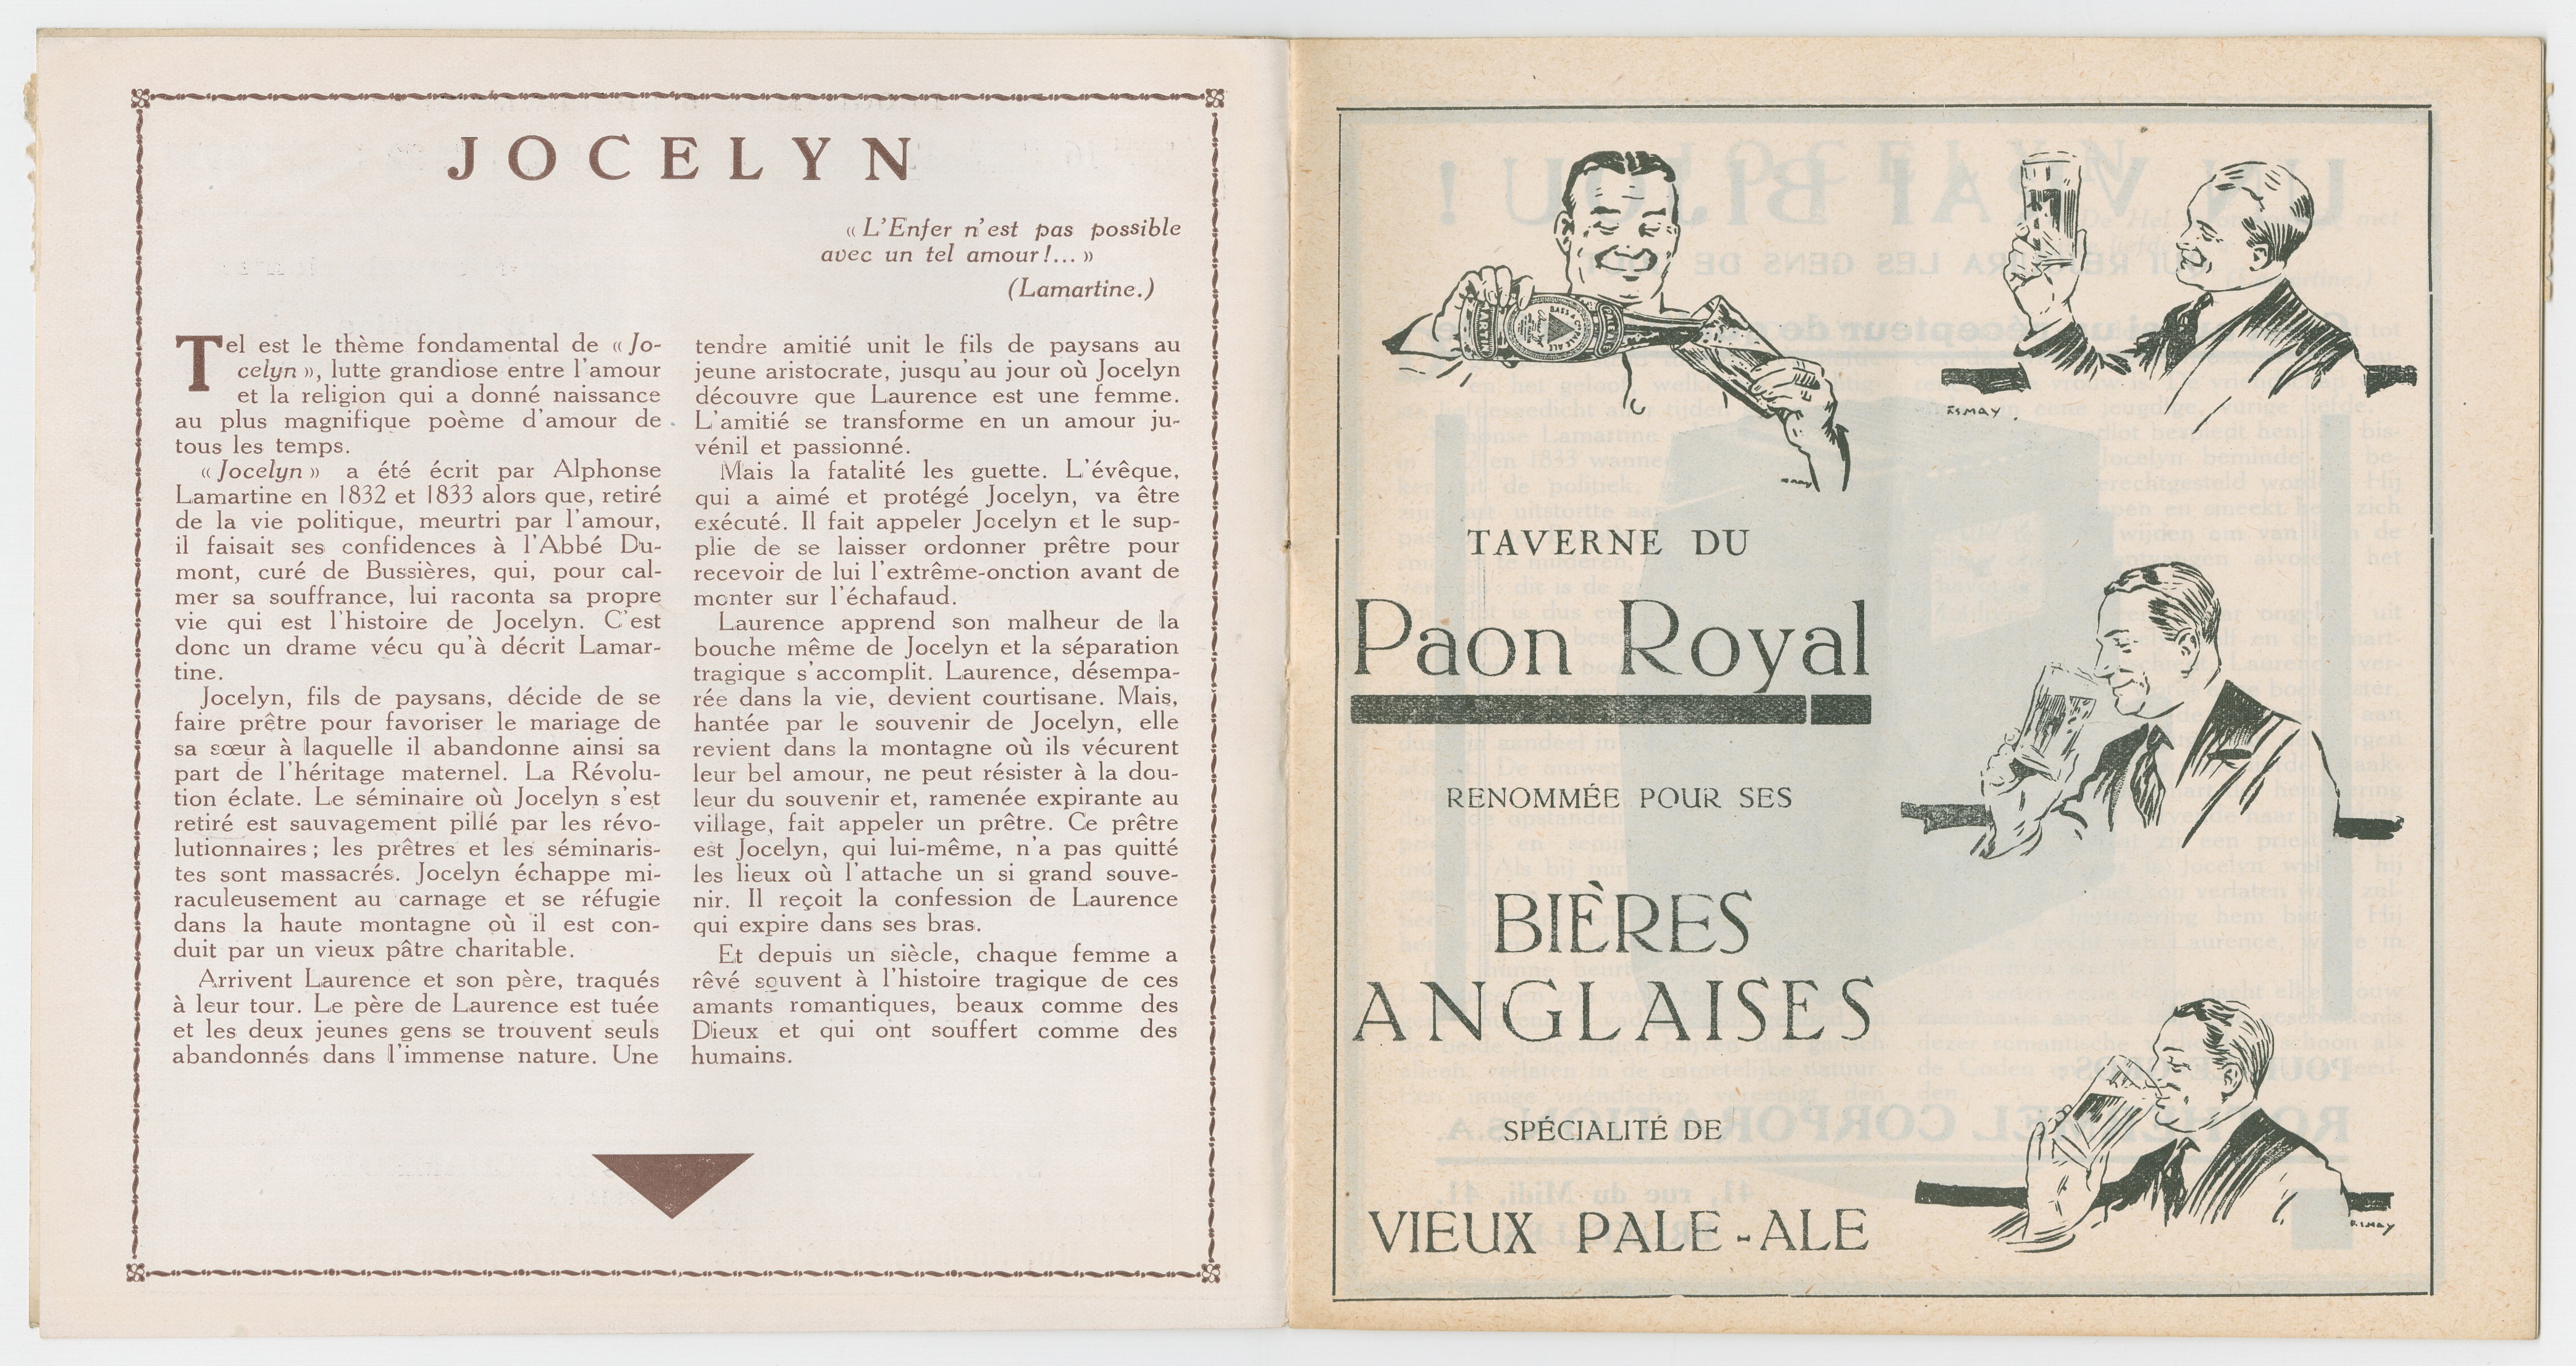 JOCELYN
« L'Enfer n'est pas possible
avec un tel amour!... »
(Lamartine.)
Tel est le thème fondamental de « Jo-
celyn », lutte grandiose entre l'amour
et la religion qui a donné naissance
au plus magnifique poème d'amour de
tous les temps.
« Jocelyn » a été écrit par Alphonse
Lamartine en 1832 et 1833 alors que, retiré
de la vie politique, meurtri par l'amour,
il faisait ses confidences à l'Abbé Du-
mont, curé de Bussières, qui, pour cal-
mer sa souffrance, lui raconta sa propre
vie qui est l'histoire de Jocelyn. C'est
donc un drame vécu qu'à décrit Lamar-
tine.
Jocelyn, fils de paysans, décide de se
faire prêtre pour favoriser le mariage de
sa sœur à laquelle il abandonne ainsi sa
part de l'héritage maternel. La Révolu-
tion éclate. Le séminaire où Jocelyn s'est
retiré est sauvagement pillé par les révo-
lutionnaires ; les prêtres et les séminaris-
tes sont massacrés. Jocelyn échappe mi-
raculeusement au carnage et se réfugie
dans la haute montagne où il est con-
duit par un vieux pâtre charitable.
Arrivent Laurence et son père, traqués
à leur tour. Le père de Laurence est tuée
et les deux jeunes gens se trouvent seuls
abandonnés dans l'immense nature. Une
tendre amitié unit le fils de paysans au
jeune aristocrate, jusqu'au jour où Jocelyn
découvre que Laurence est une femme.
L'amitié se transforme en un amour ju-
vénil et passionné.
Mais la fatalité les guette. L'évêque,
qui a aimé et protégé Jocelyn, va être
exécuté. Il fait appeler Jocelyn et le sup-
plie de se laisser ordonner prêtre pour
recevoir de lui l'extrême-onction avant de
monter sur l'échafaud.
Laurence apprend son malheur de la
bouche même de Jocelyn et la séparation
tragique s'accomplit. Laurence, désempa-
rée dans la vie, devient courtisane. Mais,
hantée par le souvenir de Jocelyn, elle
revient dans la montagne où ils vécurent
leur bel amour, ne peut résister à la dou-
leur du souvenir et, ramenée expirante au
village, fait appeler un prêtre. Ce prêtre
est Jocelyn, qui lui-même, n'a pas quitté
les lieux où l'attache un si grand souve-
nir. Il reçoit la confession de Laurence
qui expire dans ses bras.
Et depuis un siècle, chaque femme a
rêvé souvent à l'histoire tragique de ces
amants romantiques, beaux comme des
Dieux et qui ont souffert comme des
humains.
TAVERNE DU
Paon Royal
RENOMMÉE POUR SES
BIÈRES
ANGLAISES
SPÉCIALITÉ DE
VIEUX PALE-ALE